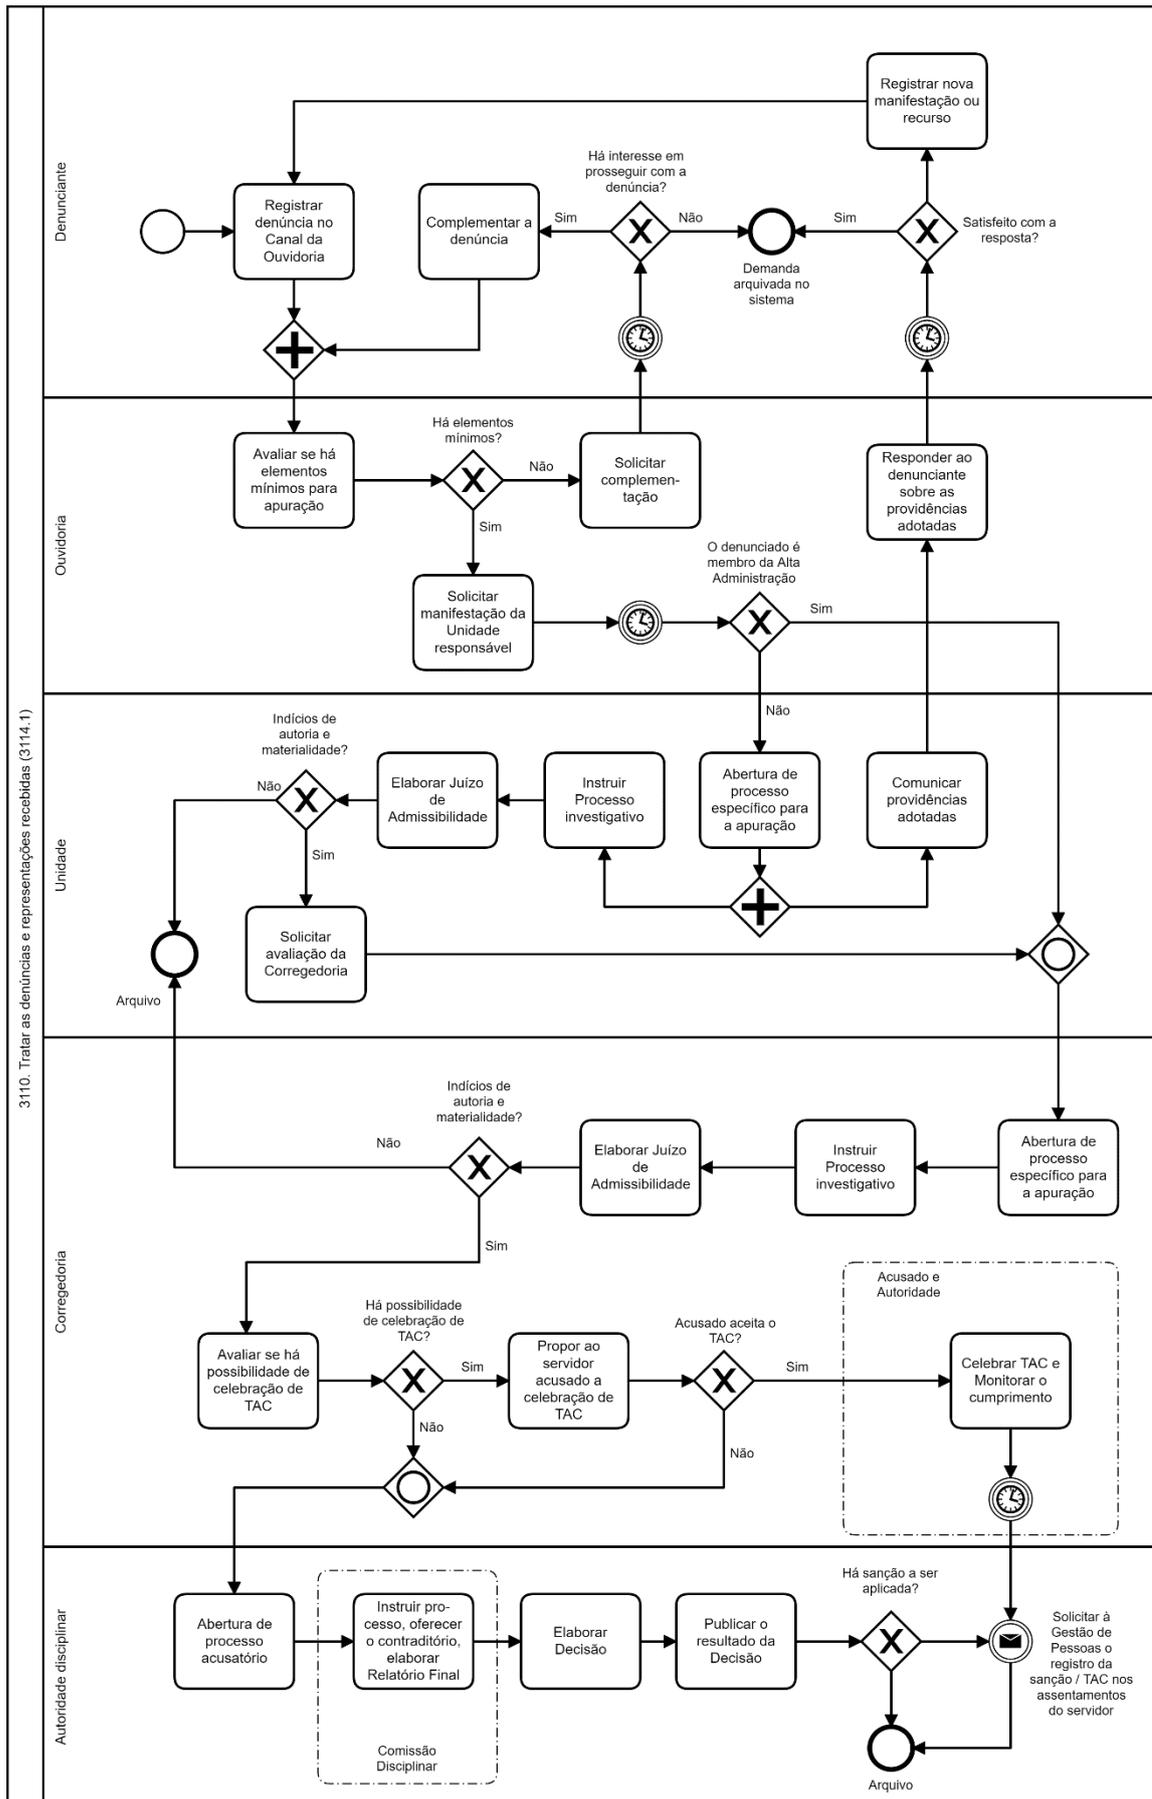 3110. Tratar as denúncias e representações recebidas (3114.1)
Denunciante
Registrar nova
manifestação ou
recurso
Há interesse em
prosseguir com a
denúncia?
Registrar
denúncia no
Canal da
Ouvidoria
Complementar a
denúncia
Sim
Não
Sim
Satisfeito com a
resposta?
Demanda
arquivada no
sistema
Ouvidoria
Avaliar se há
elementos
mínimos para
apuração
Há elementos
mínimos?
Não
Sim
Solicitar
complemen-
tação
Responder ao
denunciante
sobre as
providências
adotadas
Solicitar
manifestação da
Unidade
responsável
O denunciado é
membro da Alta
Administração
Sim
Não
Unidade
Indícios de
autoria e
materialidade?
Não
Sim
Elaborar Juízo
de
Admissibilidade
Instruir
Processo
investigativo
Abertura de
processo
específico para
a apuração
Comunicar
providências
adotadas
Solicitar
avaliação da
Corregedoria
Arquivo
Corregedoria
Indícios de
autoria e
materialidade?
Não
Sim
Elaborar Juízo
de
Admissibilidade
Instruir
Processo
investigativo
Abertura de
processo
específico para
a apuração
Avaliar se há
possibilidade de
celebração de
TAC
Há possibilidade
de celebração de
TAC?
Sim
Não
Propor ao
servidor
acusado a
celebração de
TAC
Acusado aceita o
TAC?
Sim
Não
Acusado e
Autoridade
Celebrar TAC e
Monitorar o
cumprimento
Autoridade disciplinar
Abertura de
processo
acusatório
Instruir pro-
cesso, oferecer
o contraditório,
elaborar
Relatório Final
Comissão
Disciplinar
Elaborar
Decisão
Publicar o
resultado da
Decisão
Há sanção a ser
aplicada?
Solicitar à
Gestão de
Pessoas o
registro da
sanção / TAC nos
assentamentos
do servidor
Arquivo